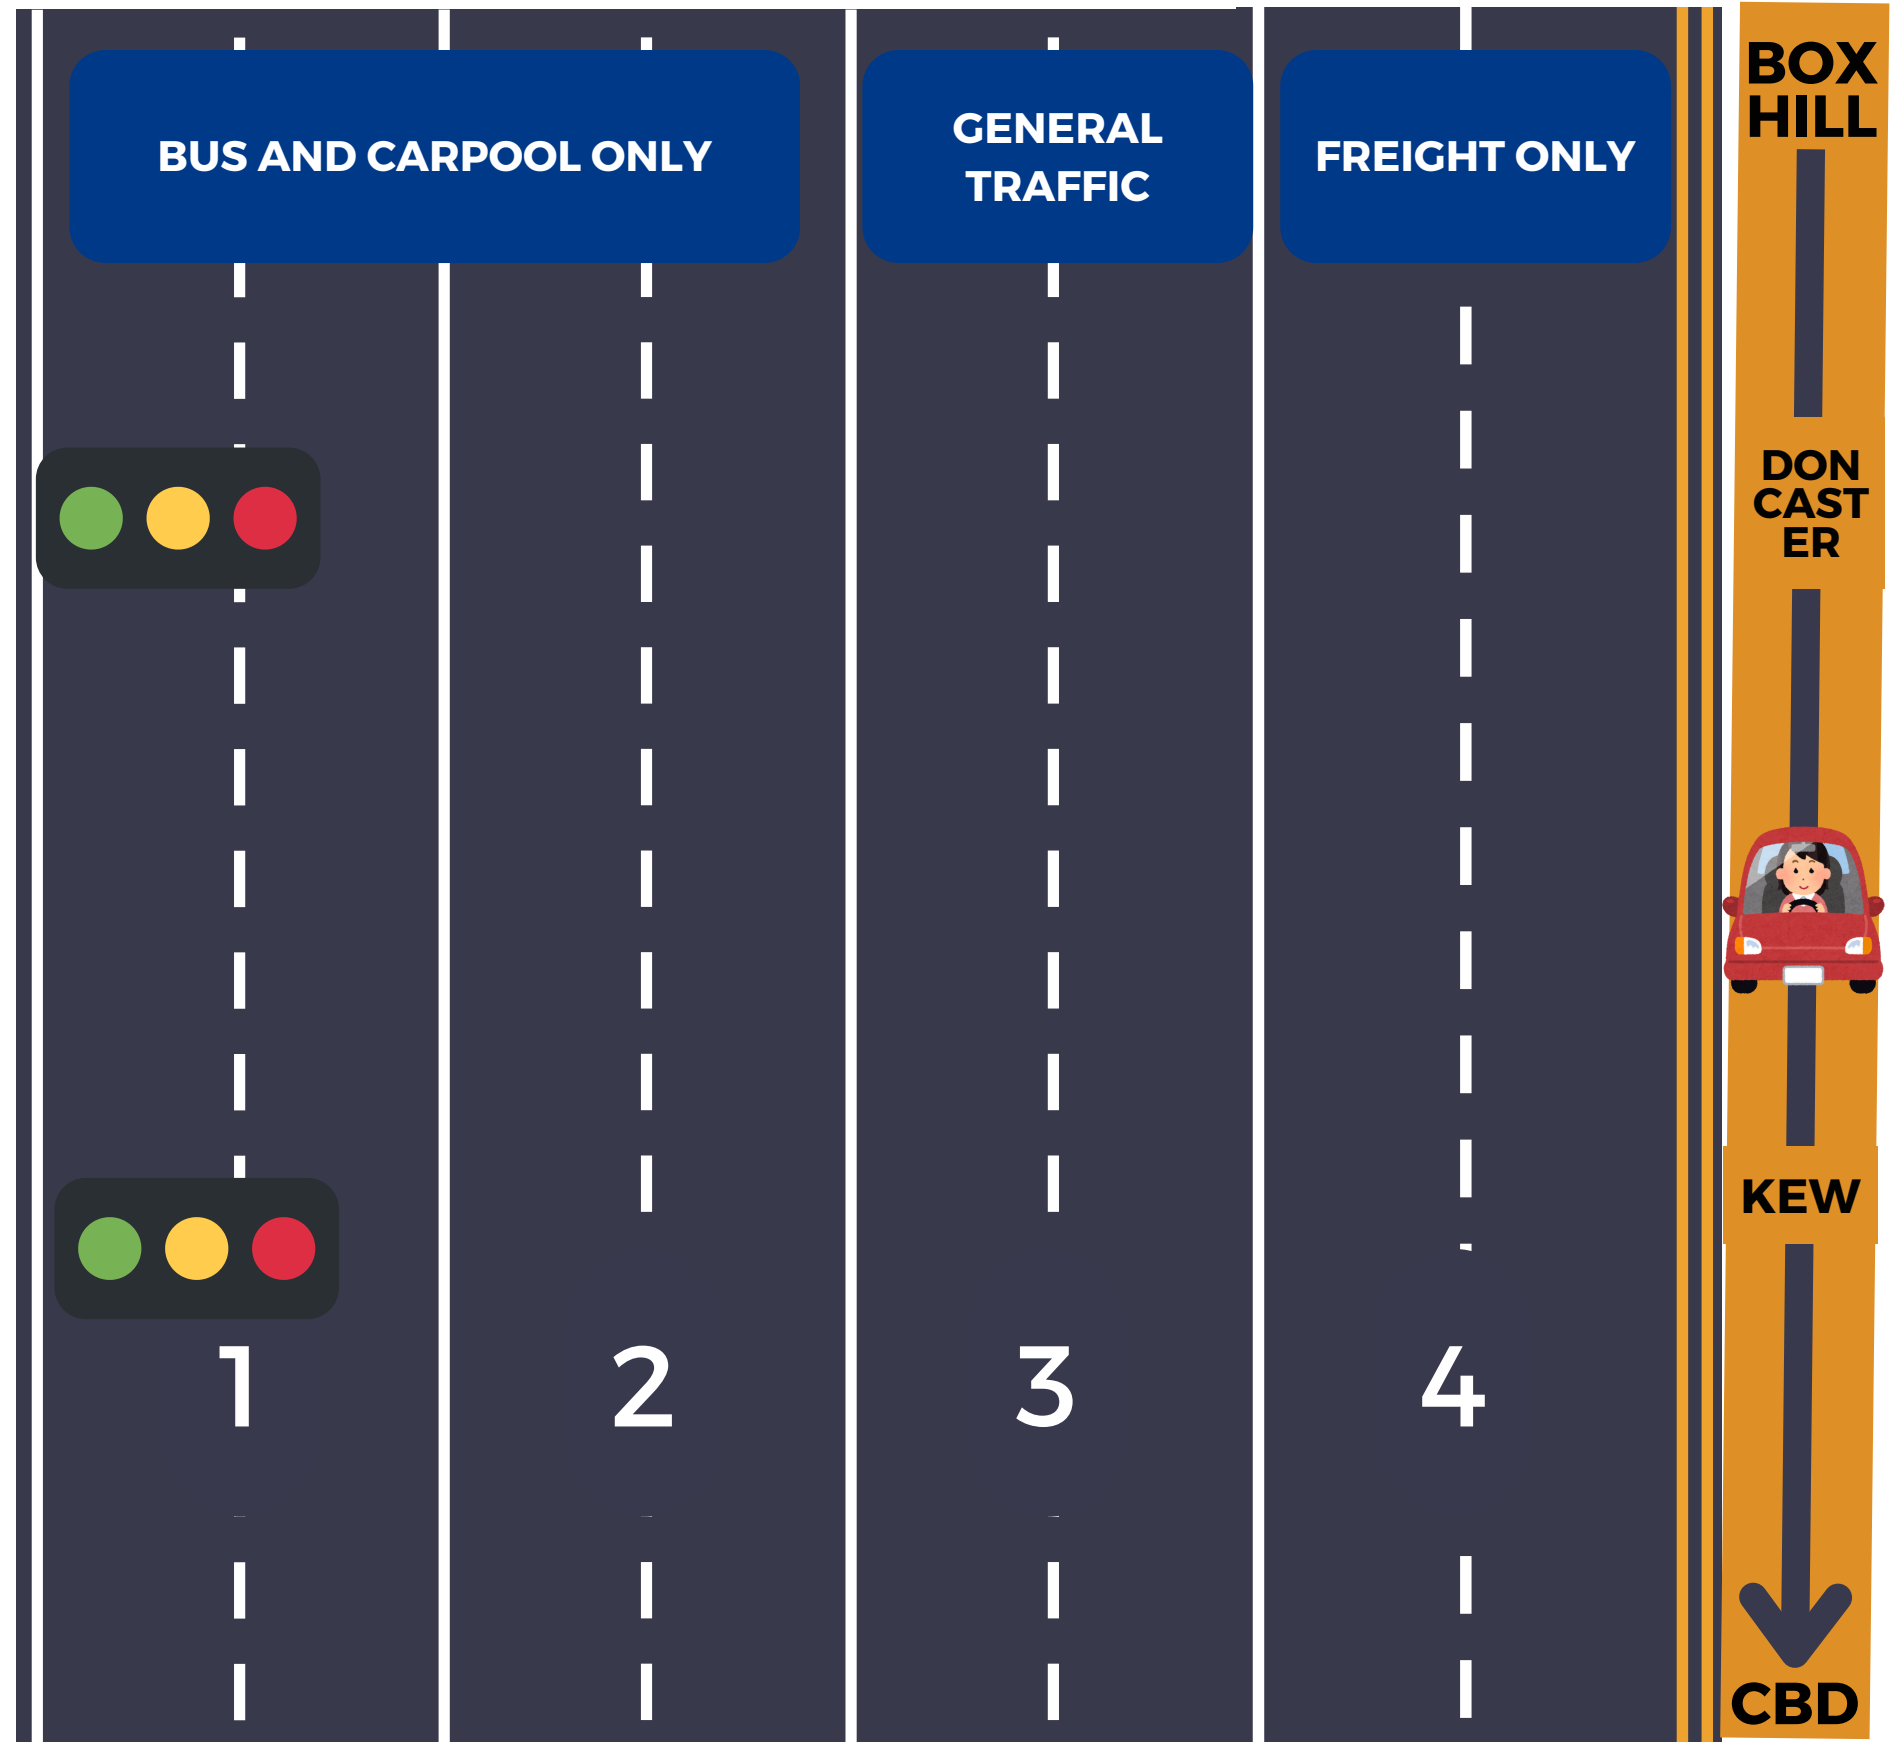 BUS AND CARPOOL ONLY
GENERAL
TRAFFIC
FREIGHT ONLY
BOX
HILL
DON
CAST
ER
KEW
1
2
3
4
CBD